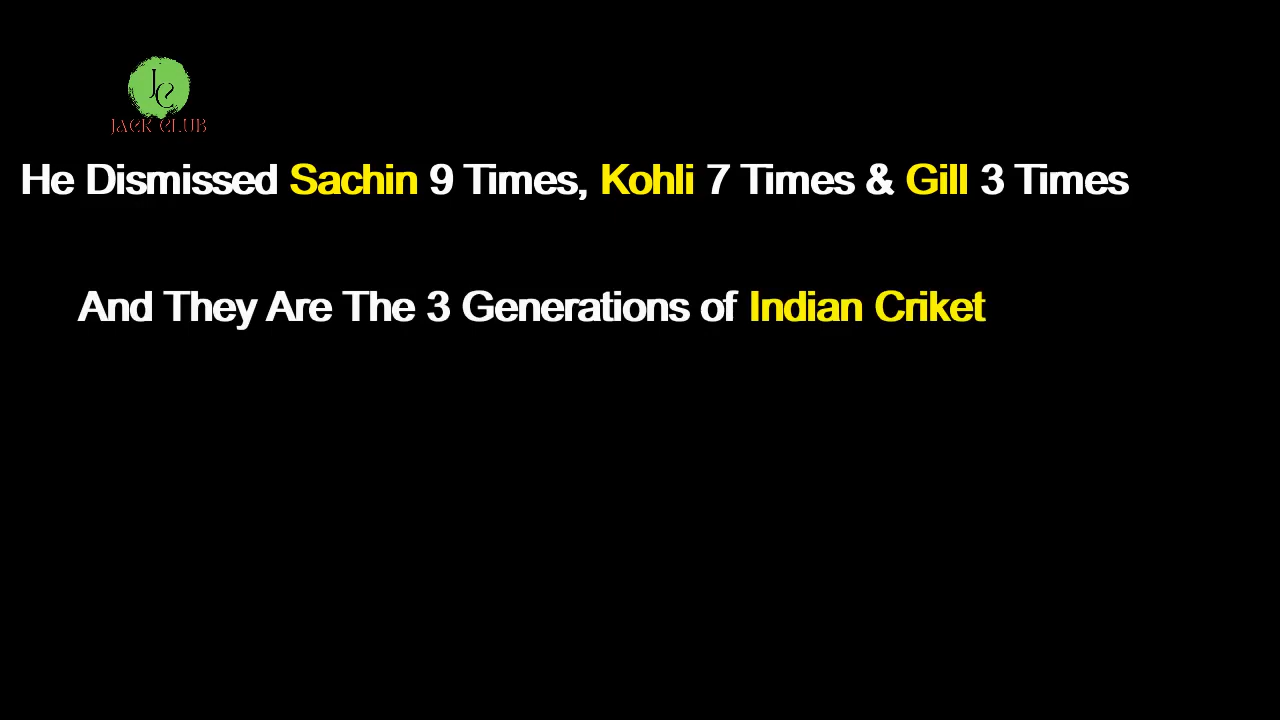 JC
JACK CLUB
He Dismissed Sachin 9 Times, Kohli 7 Times & Gill 3 Times
And They Are The 3 Generations of Indian Criket